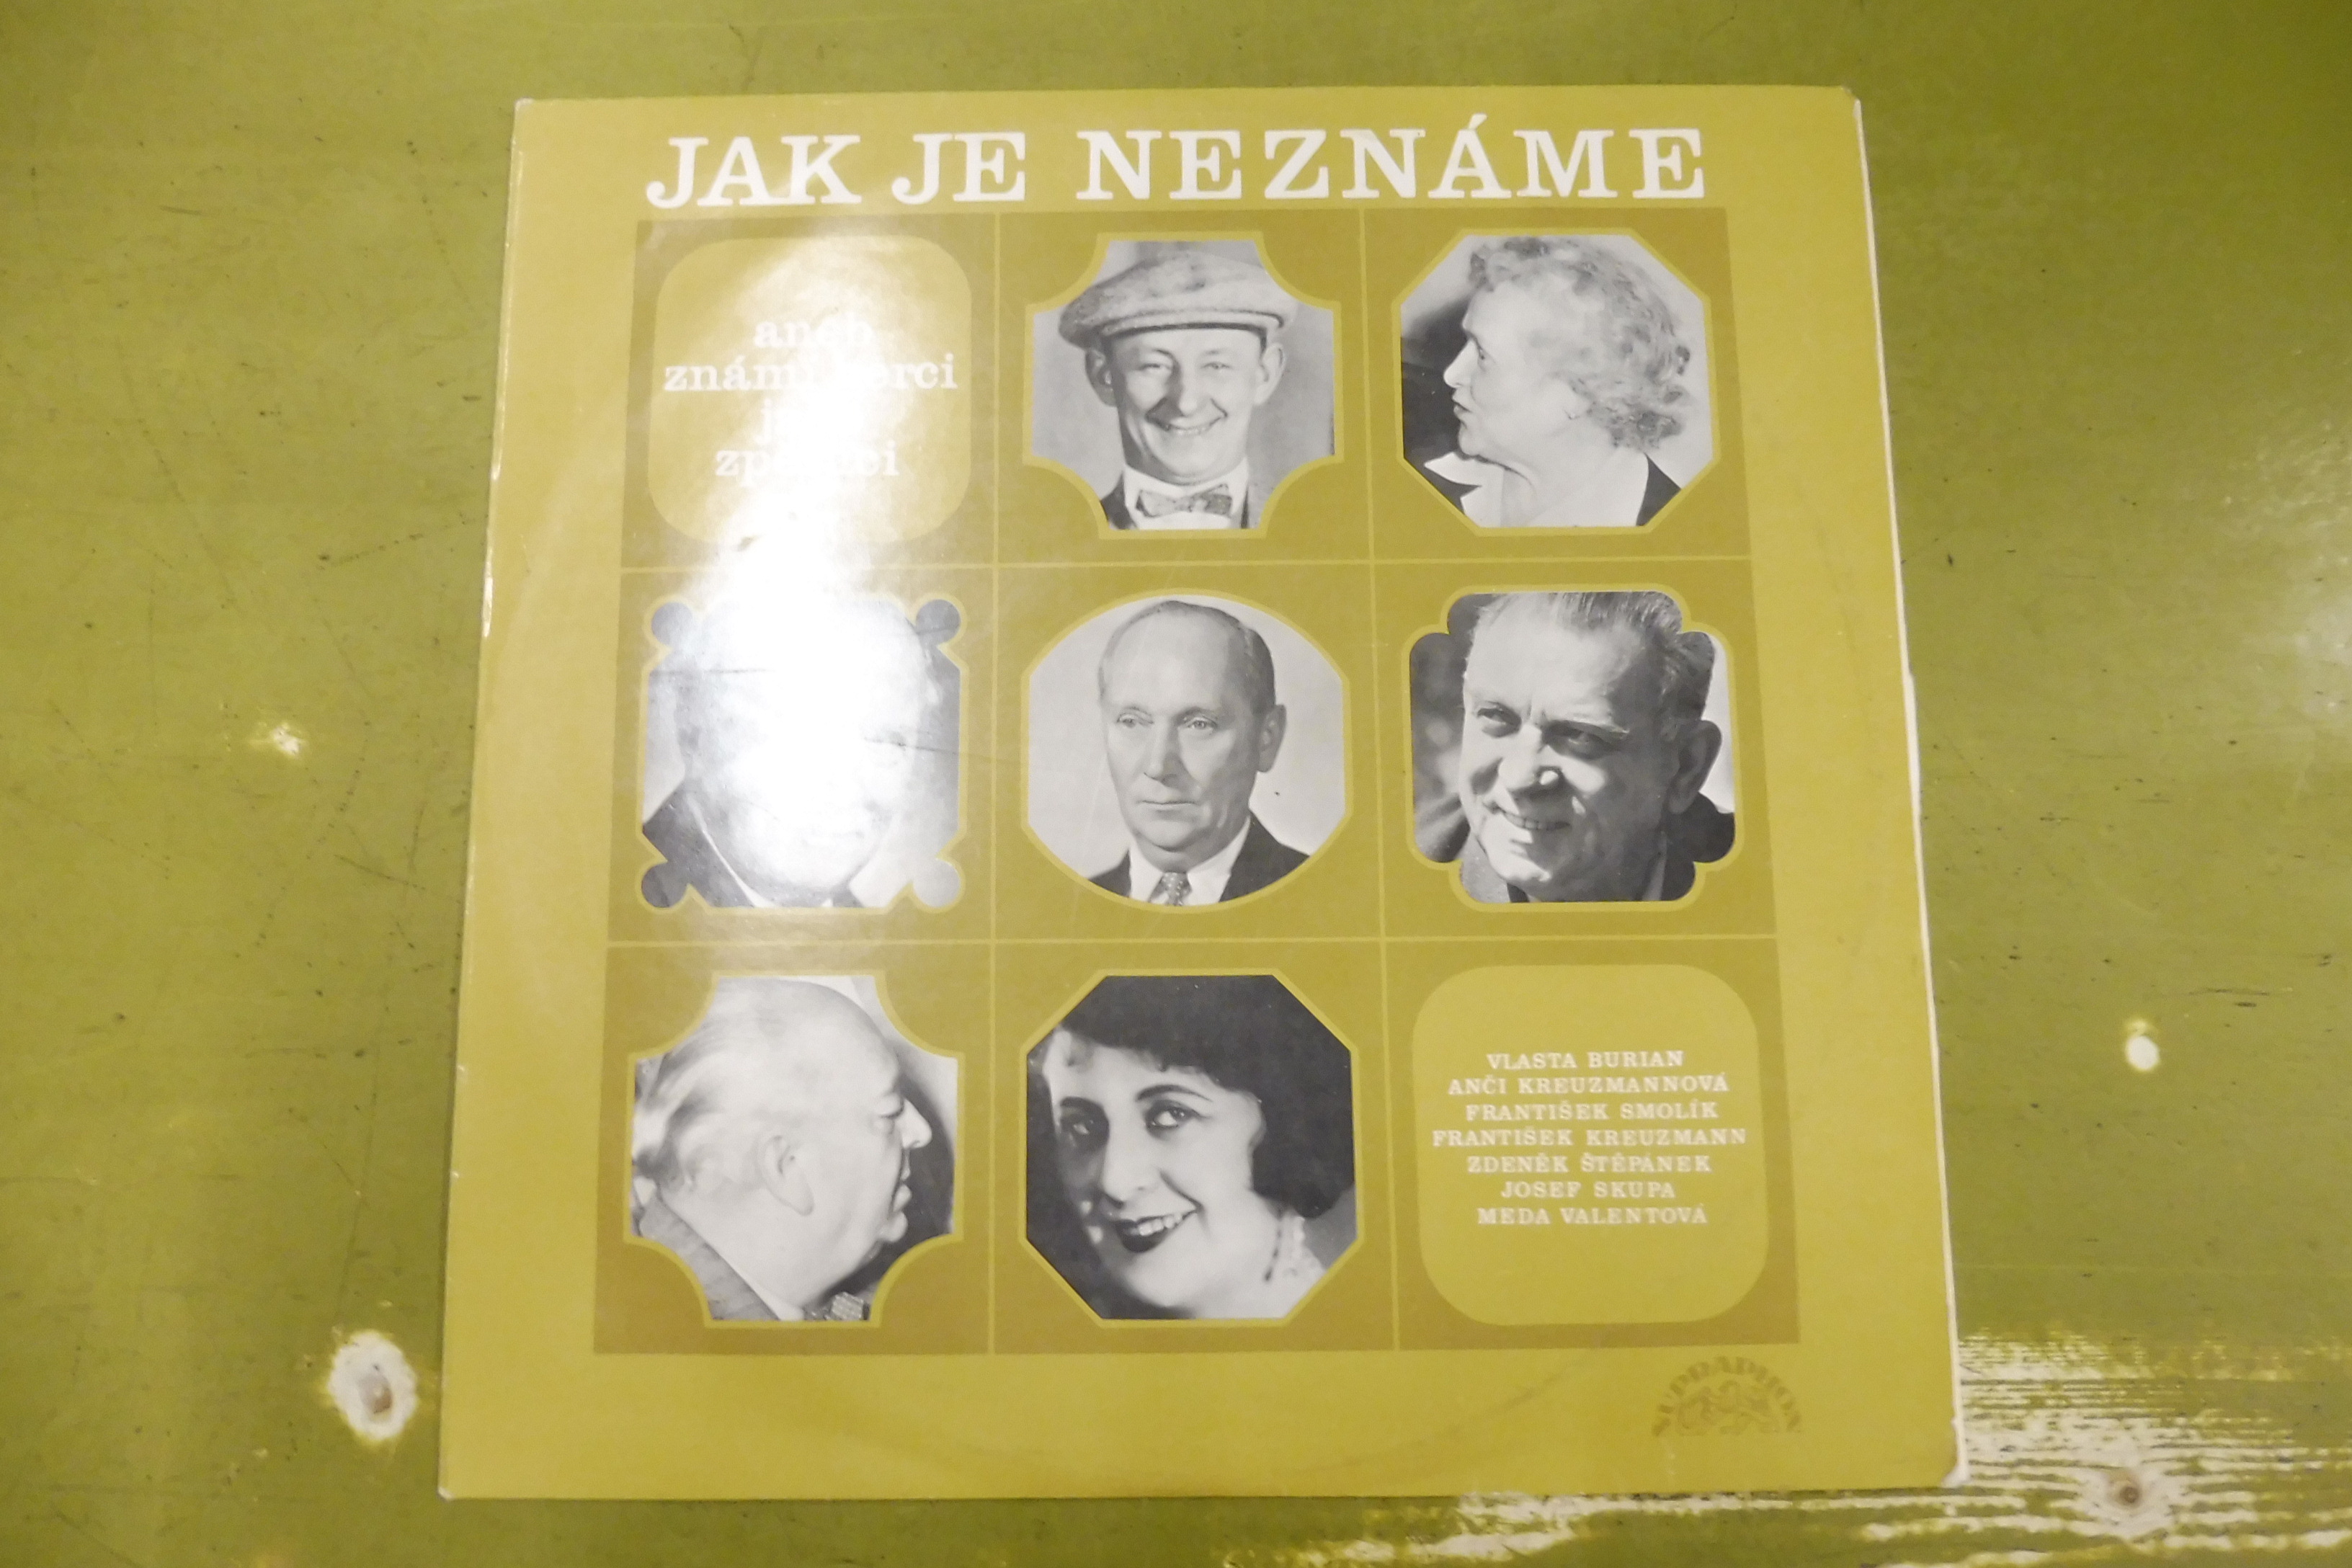 JAK JE NEZNÁME
aneb
známí herci
zpěváci
VLASTA BURIAN
ANČI KREUZMANNOVÁ
FRANTIŠEK SMOLÍK
FRANTIŠEK KREUZMANN
ZDENĚK ŠTĚPÁNEK
JOSEF SKUPA
MEDA VALENTOVÁ
SUPRAPHON